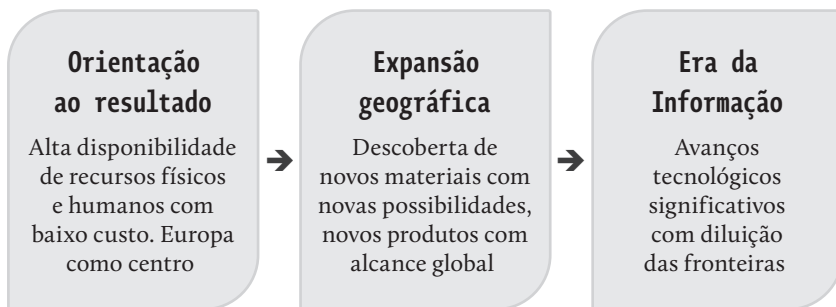 Orientação
ao resultado
Alta disponibilidade
de recursos físicos
e humanos com
baixo custo. Europa
como centro
Expansão
geográfica
Descoberta de
novos materiais com
novas possibilidades,
novos produtos com
alcance global
Era da
Informação
Avanços
tecnológicos
significativos
com diluição
das fronteiras